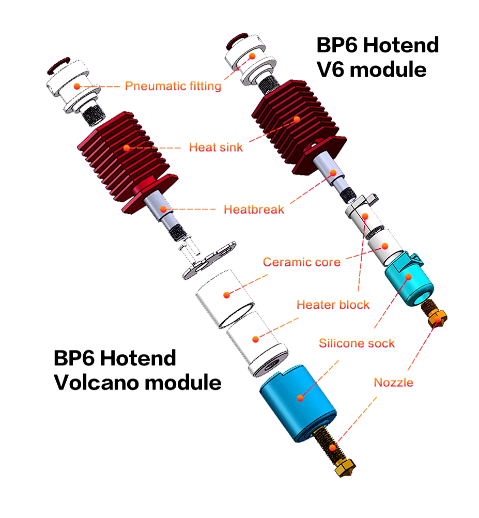 BP6 Hotend
V6 module
Pneumatic fitting
Heat sink
Heatbreak
Ceramic core
Heater block
Silicone sock
BP6 Hotend
Volcano module
Nozzle